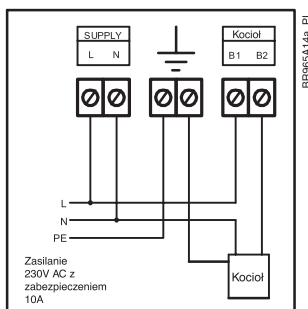 SUPPLY
L N
Kocioł
B1 B2
BR965A14a_PL
L
N
PE
Zasilanie
230V AC z
zabezpieczeniem
10A
Kocioł